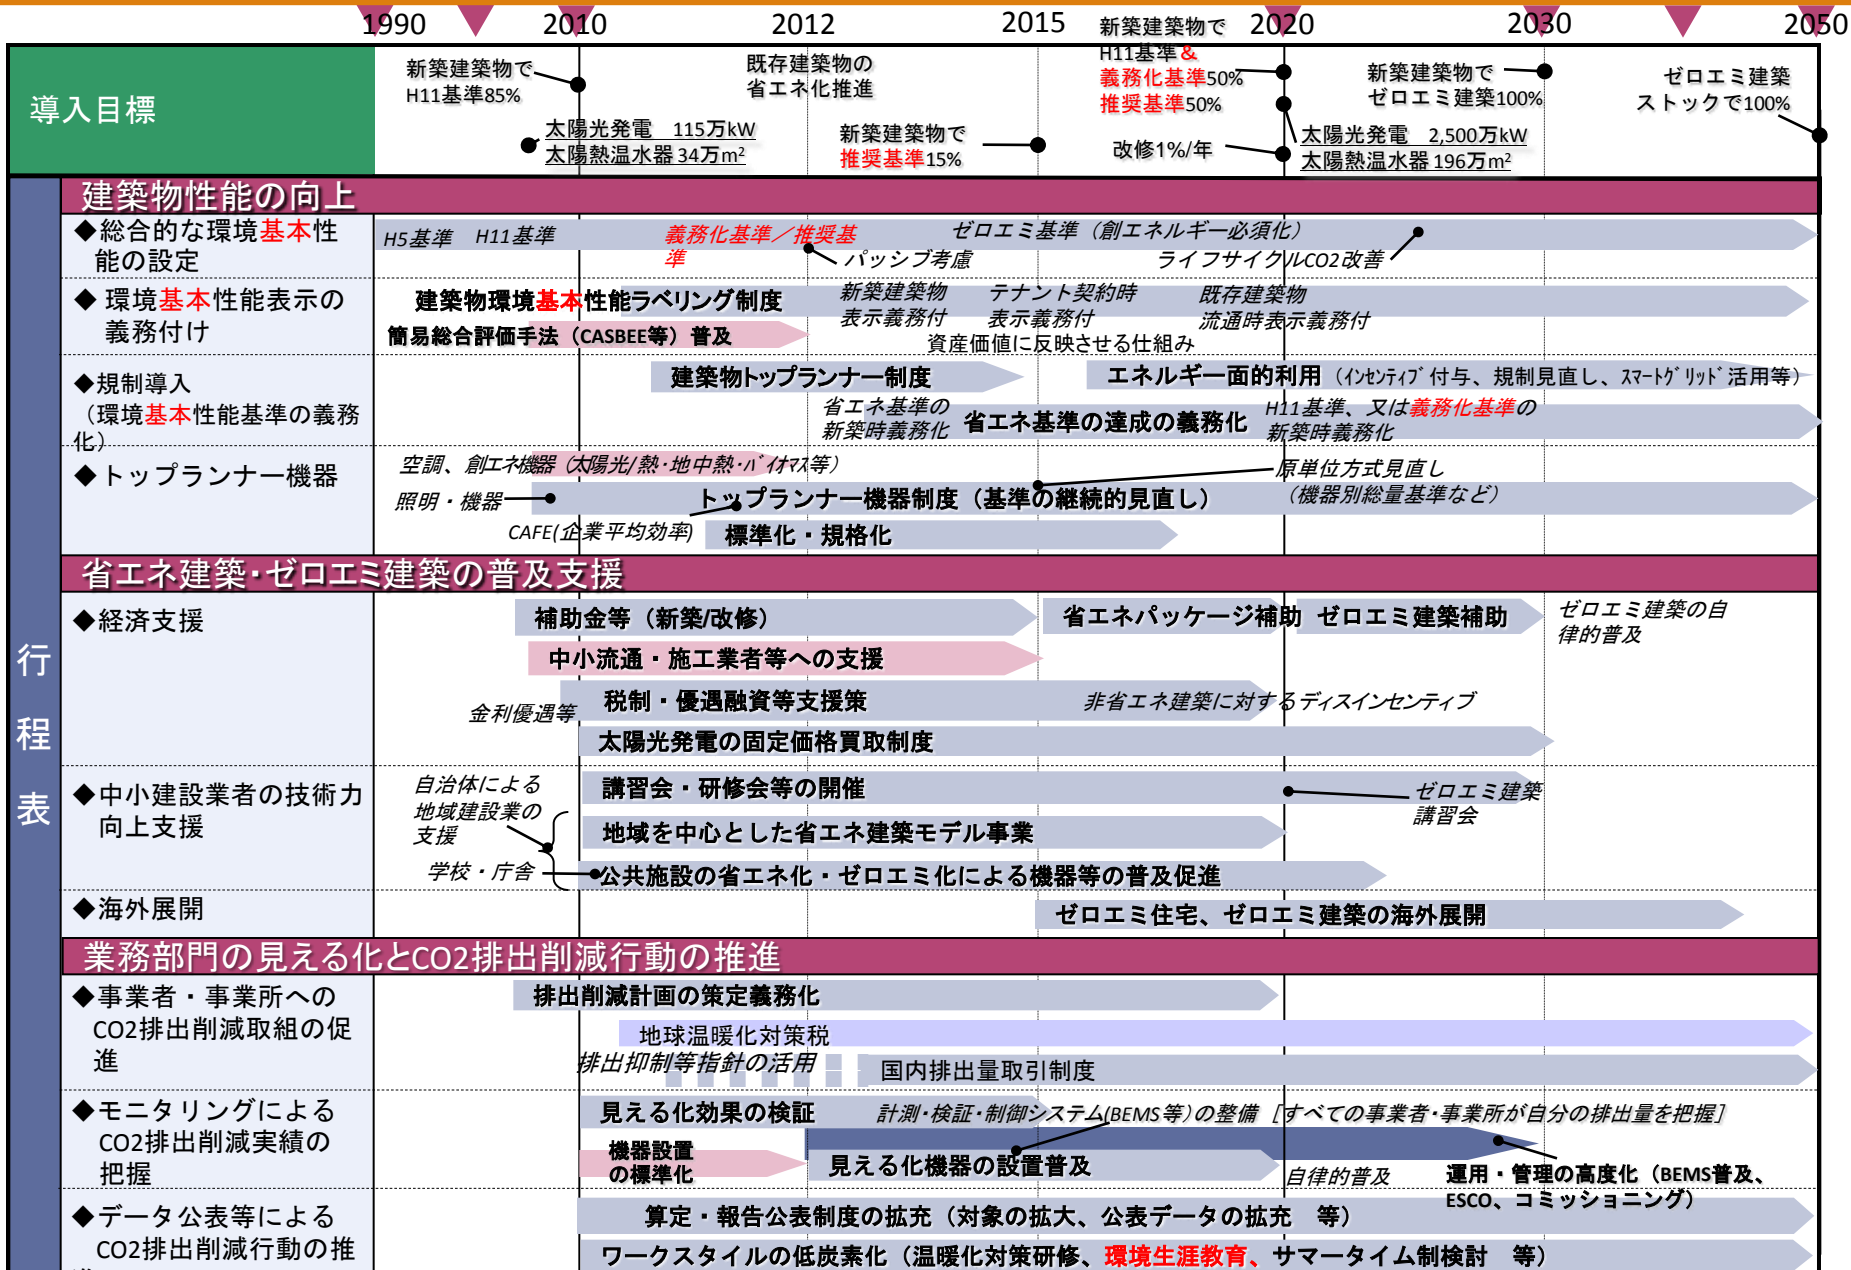 1990
2010
2012
2015
2020
2030
2050
導入目標
新築建築物で
H11基準85%
太陽光発電　115万kW
太陽熱温水器 34万m²
既存建築物の
省エネ化推進
新築建築物で
推奨基準15%
新築建築物で
H11基準&
義務化基準50%
推奨基準50%
改修1%/年
新築建築物で
ゼロエミ建築100%
太陽光発電　2,500万kW
太陽熱温水器 196万m²
ゼロエミ建築
ストックで100%
行程表
建築物性能の向上
◆総合的な環境基本性
能の設定
H5基準
H11基準
義務化基準／推奨基
準
パッシブ考慮
ゼロエミ基準（創エネルギー必須化）
ライフサイクルCO2改善
◆ 環境基本性能表示の
義務付け
建築物環境基本性能ラベリング制度
簡易総合評価手法（CASBEE等）普及
新築建築物
表示義務付
テナント契約時
表示義務付
既存建築物
流通時表示義務付
資産価値に反映させる仕組み
◆規制導入
（環境基本性能基準の義務
化）
建築物トップランナー制度
エネルギー面的利用（インセンティブ付与、規制見直し、スマートグリッド活用等）
省エネ基準の
新築時義務化
省エネ基準の達成の義務化
H11基準、又は義務化基準の
新築時義務化
◆トップランナー機器
空調、創エネ機器（太陽光/熱・地中熱・バイオマス等）
照明・機器
トップランナー機器制度（基準の継続的見直し）
原単位方式見直し
（機器別総量基準など）
CAFE(企業平均効率)
標準化・規格化
省エネ建築・ゼロエミ建築の普及支援
◆経済支援
補助金等（新築/改修）
省エネパッケージ補助
ゼロエミ建築補助
ゼロエミ建築の自
律的普及
中小流通・施工業者等への支援
金利優遇等
税制・優遇融資等支援策
非省エネ建築に対するディスインセンティブ
太陽光発電の固定価格買取制度
◆中小建設業者の技術力
向上支援
自治体による
地域建設業の
支援
学校・庁舎
講習会・研修会等の開催
ゼロエミ建築
講習会
地域を中心とした省エネ建築モデル事業
公共施設の省エネ化・ゼロエミ化による機器等の普及促進
◆海外展開
ゼロエミ住宅、ゼロエミ建築の海外展開
業務部門の見える化とCO2排出削減行動の推進
◆事業者・事業所への
CO2排出削減取組の促
進
排出削減計画の策定義務化
地球温暖化対策税
排出抑制等指針の活用
国内排出量取引制度
◆モニタリングによる
CO2排出削減実績の
把握
見える化効果の検証
計測・検証・制御システム(BEMS等)の整備［すべての事業者・事業所が自分の排出量を把握］
機器設置
の標準化
見える化機器の設置普及
自律的普及
運用・管理の高度化（BEMS普及、
ESCO、コミッショニング）
◆データ公表等による
CO2排出削減行動の推
算定・報告公表制度の拡充（対象の拡大、公表データの拡充　等）
ワークスタイルの低炭素化（温暖化対策研修、環境生涯教育、サマータイム制検討　等）